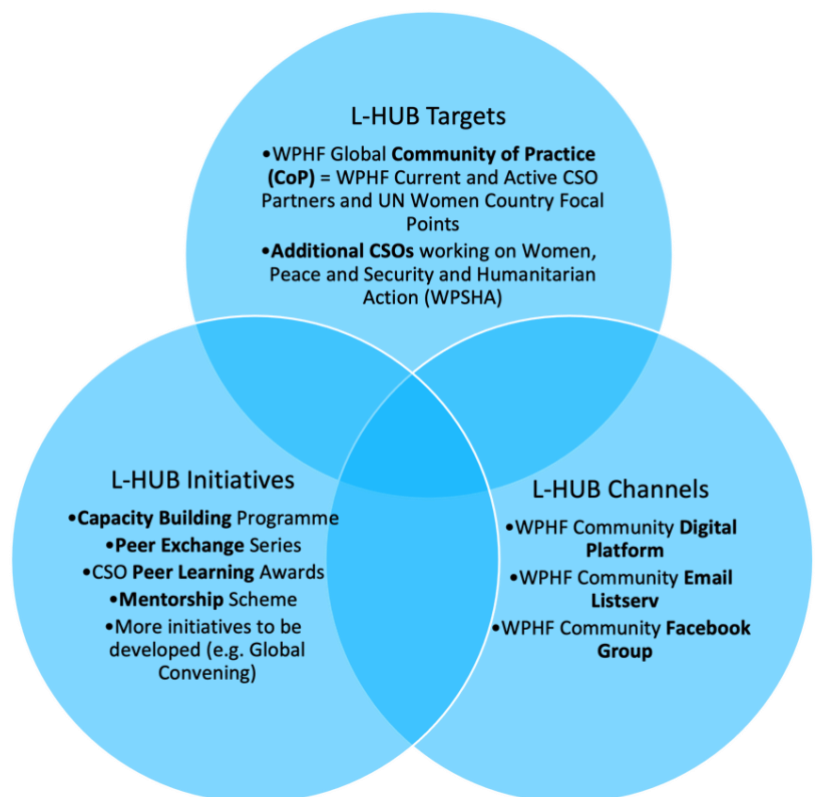 L-HUB Targets
•WPHF Global Community of Practice
(CoP) = WPHF Current and Active CSO
Partners and UN Women Country Focal
Points
•Additional CSOs working on Women,
Peace and Security and Humanitarian
Action (WPSHA)
L-HUB Initiatives
•Capacity Building Programme
•Peer Exchange Series
•CSO Peer Learning Awards
•Mentorship Scheme
•More initiatives to be
developed (e.g. Global
Convening)
L-HUB Channels
•WPHF Community Digital
Platform
•WPHF Community Email
Listserv
•WPHF Community Facebook
Group